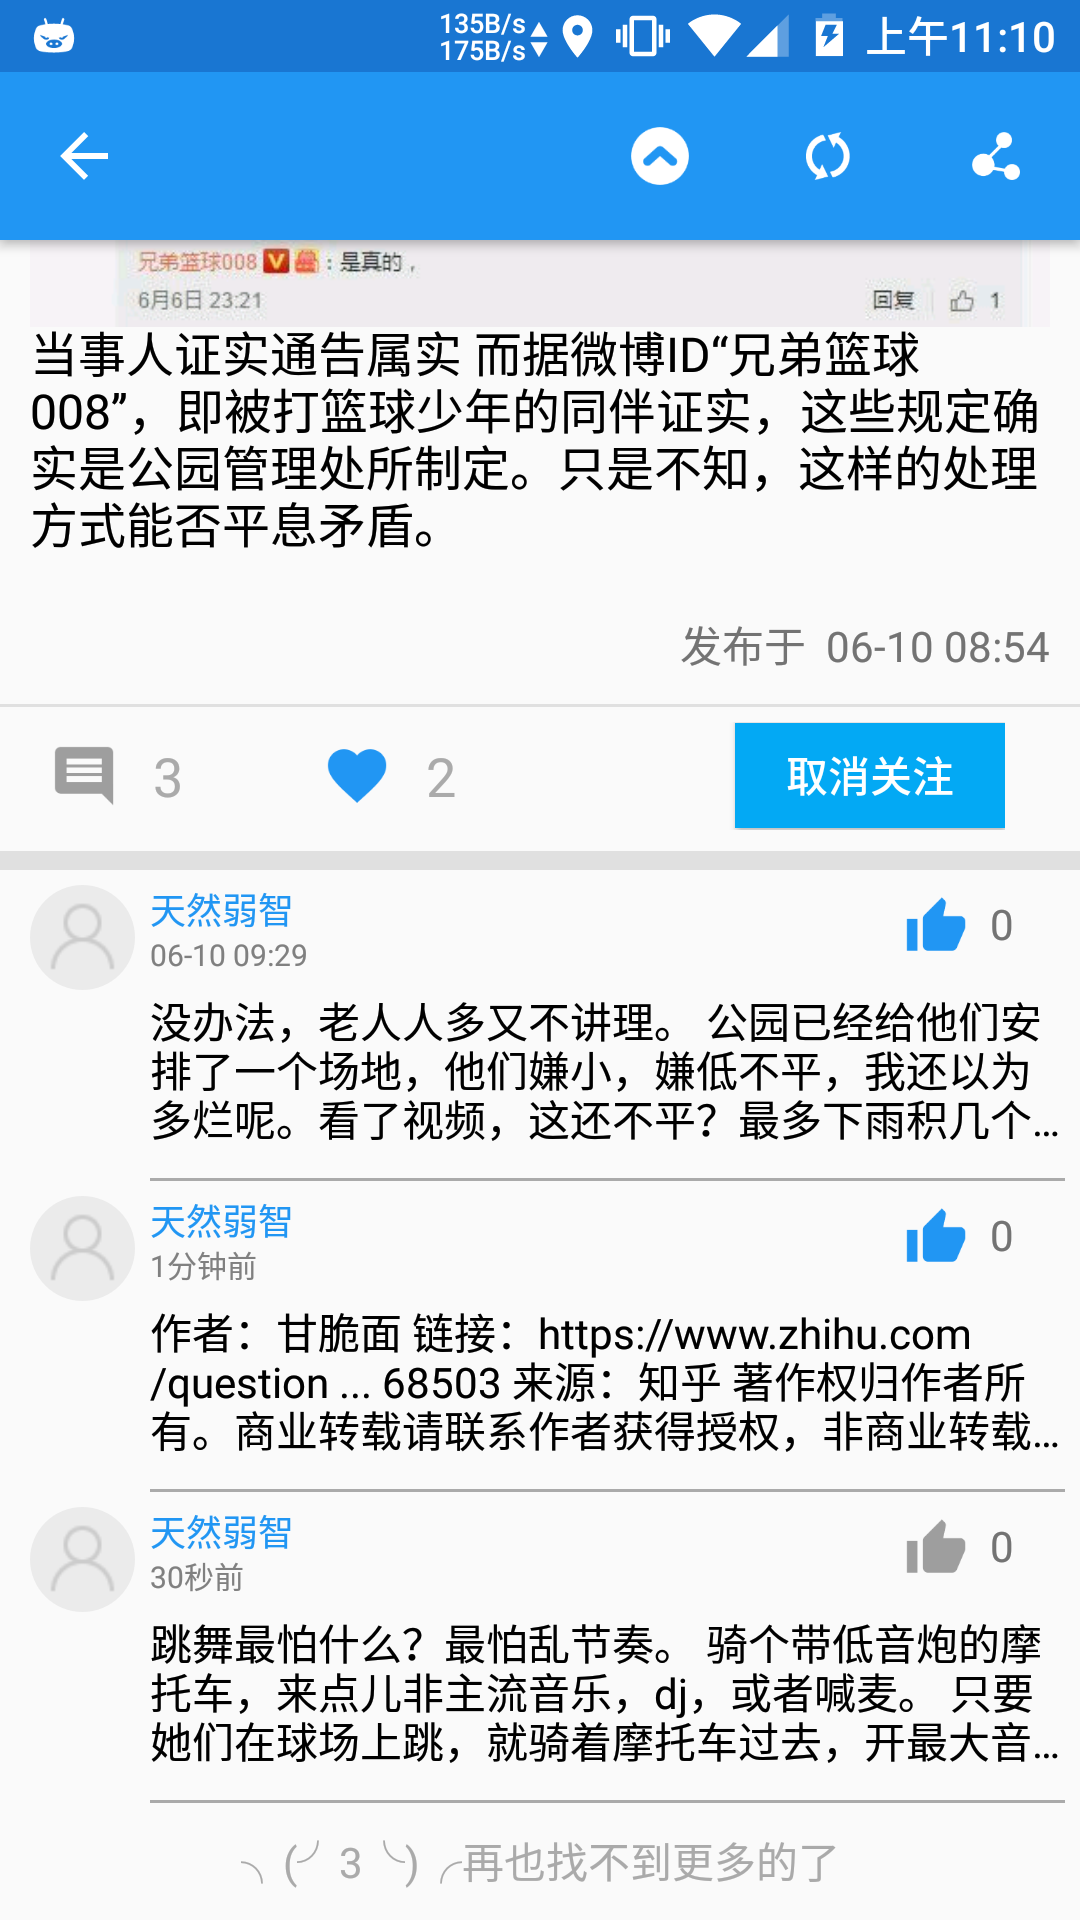 135B/s
175B/s
上午11:10
兄弟篮球008 V : 是真的，
6月6日 23:21 回复 1
当事人证实通告属实 而据微博ID“兄弟篮球
008”，即被打篮球少年的同伴证实，这些规定确
实是公园管理处所制定。只是不知，这样的处理
方式能否平息矛盾。
发布于 06-10 08:54
3 2 取消关注
天然弱智 0
06-10 09:29
没办法，老人人多又不讲理。 公园已经给他们安
排了一个场地，他们嫌小，嫌低不平，我还以为
多烂呢。看了视频，这还不平？最多下雨积几个...
天然弱智 0
1分钟前
作者：甘脆面 链接：https://www.zhihu.com
/question ... 68503 来源：知乎 著作权归作者所
有。商业转载请联系作者获得授权，非商业转载...
天然弱智 0
30秒前
跳舞最怕什么？最怕乱节奏。 骑个带低音炮的摩
托车，来点儿非主流音乐，dj，或者喊麦。 只要
她们在球场上跳，就骑着摩托车过去，开最大音...
╮(╯3╰)╭再也找不到更多的了